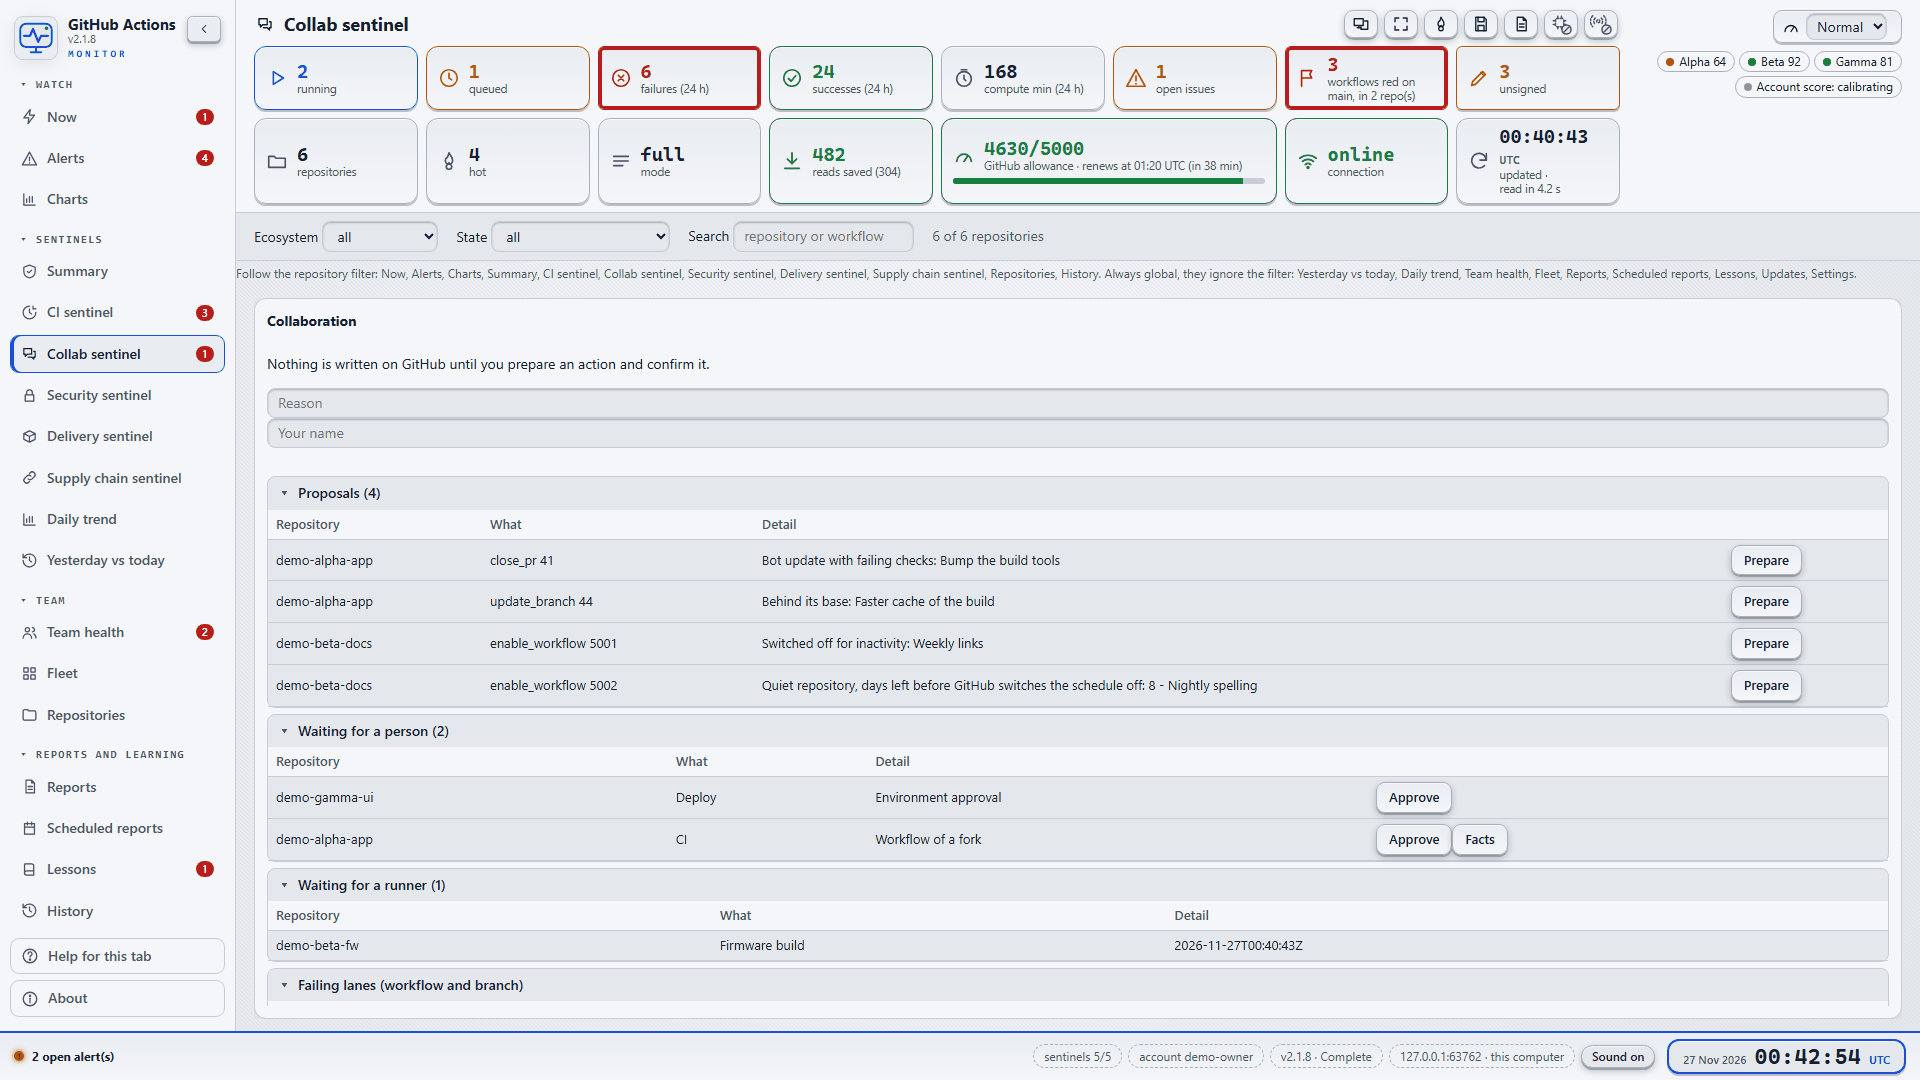 GitHub Actions
v2.1.8
MONITOR
WATCH
Now 1
Alerts 4
Charts
SENTINELS
Summary
CI sentinel 3
Collab sentinel 1
Security sentinel
Delivery sentinel
Supply chain sentinel
Daily trend
Yesterday vs today
TEAM
Team health 2
Fleet
Repositories
REPORTS AND LEARNING
Reports
Scheduled reports
Lessons 1
History
Help for this tab
About
Collab sentinel
Normal
Alpha 64
Beta 92
Gamma 81
Account score: calibrating
2
running
1
queued
6
failures (24 h)
24
successes (24 h)
168
compute min (24 h)
1
open issues
3
workflows red on
main, in 2 repo(s)
3
unsigned
6
repositories
4
hot
full
mode
482
reads saved (304)
4630/5000
GitHub allowance · renews at 01:20 UTC (in 38 min)
online
connection
00:40:43
UTC
updated ·
read in 4.2 s
Ecosystem all State all Search repository or workflow 6 of 6 repositories
Follow the repository filter: Now, Alerts, Charts, Summary, CI sentinel, Collab sentinel, Security sentinel, Delivery sentinel, Supply chain sentinel, Repositories, History. Always global, they ignore the filter: Yesterday vs today, Daily trend, Team health, Fleet, Reports, Scheduled reports, Lessons, Updates, Settings.
Collaboration
Nothing is written on GitHub until you prepare an action and confirm it.
Reason
Your name
Proposals (4)
Repository What Detail
demo-alpha-app close_pr 41 Bot update with failing checks: Bump the build tools Prepare
demo-alpha-app update_branch 44 Behind its base: Faster cache of the build Prepare
demo-beta-docs enable_workflow 5001 Switched off for inactivity: Weekly links Prepare
demo-beta-docs enable_workflow 5002 Quiet repository, days left before GitHub switches the schedule off: 8 - Nightly spelling Prepare
Waiting for a person (2)
Repository What Detail
demo-gamma-ui Deploy Environment approval Approve
demo-alpha-app CI Workflow of a fork Approve Facts
Waiting for a runner (1)
Repository What Detail
demo-beta-fw Firmware build 2026-11-27T00:40:43Z
Failing lanes (workflow and branch)
2 open alert(s)
sentinels 5/5
account demo-owner
v2.1.8 · Complete
127.0.0.1:63762 · this computer
Sound on
27 Nov 2026 00:42:54 UTC